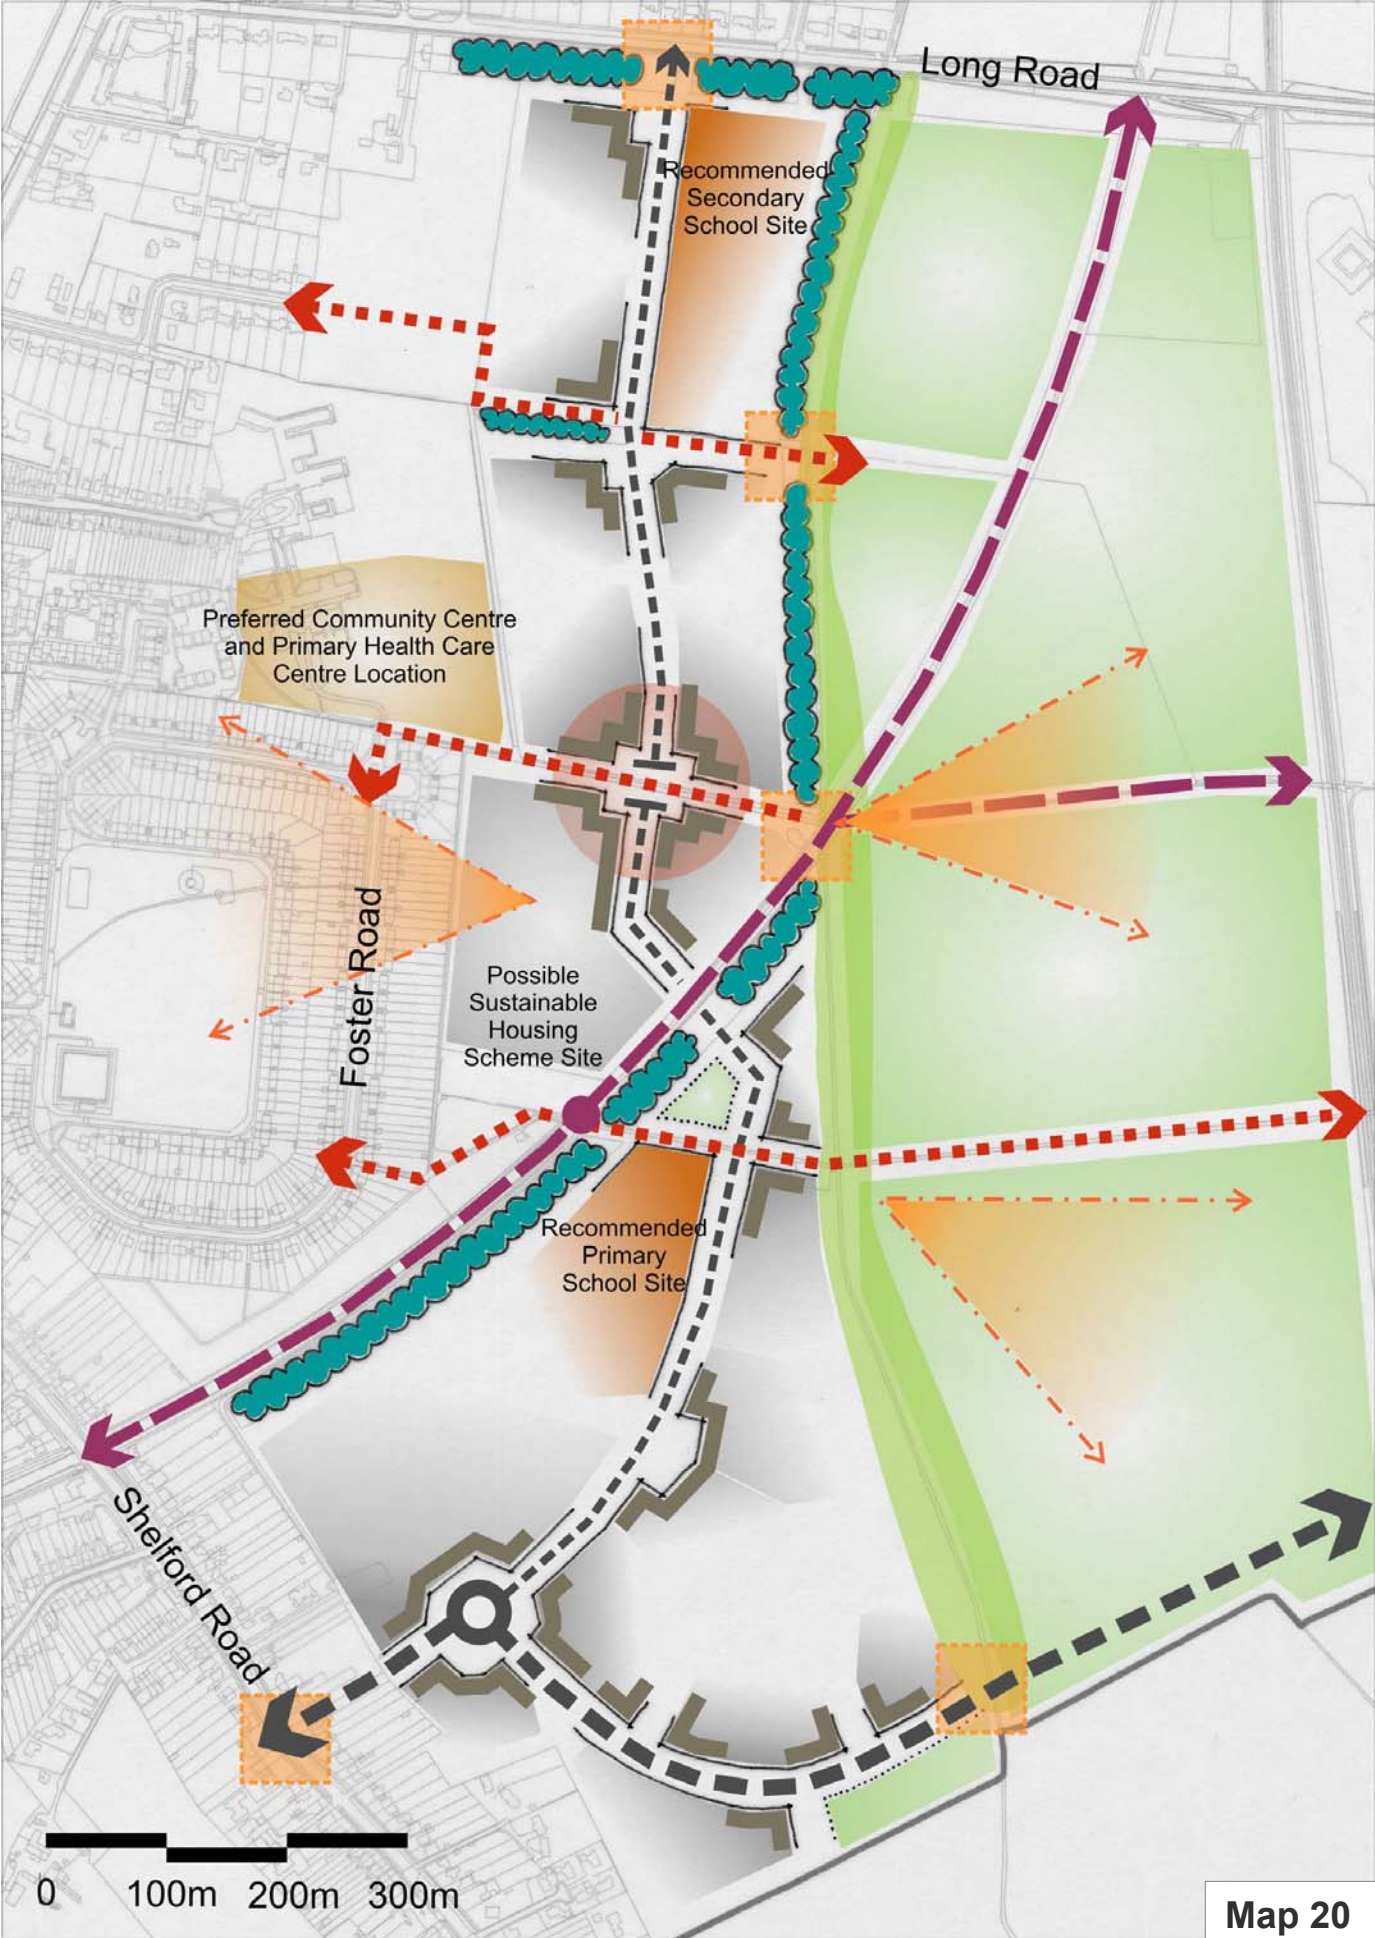 Long Road
Recommended
Secondary
School Site
Preferred Community Centre
and Primary Health Care
Centre Location
Foster Road
Possible
Sustainable
Housing
Scheme Site
Recommended
Primary
School Site
Shelford Road
0 100m 200m 300m
Map 20